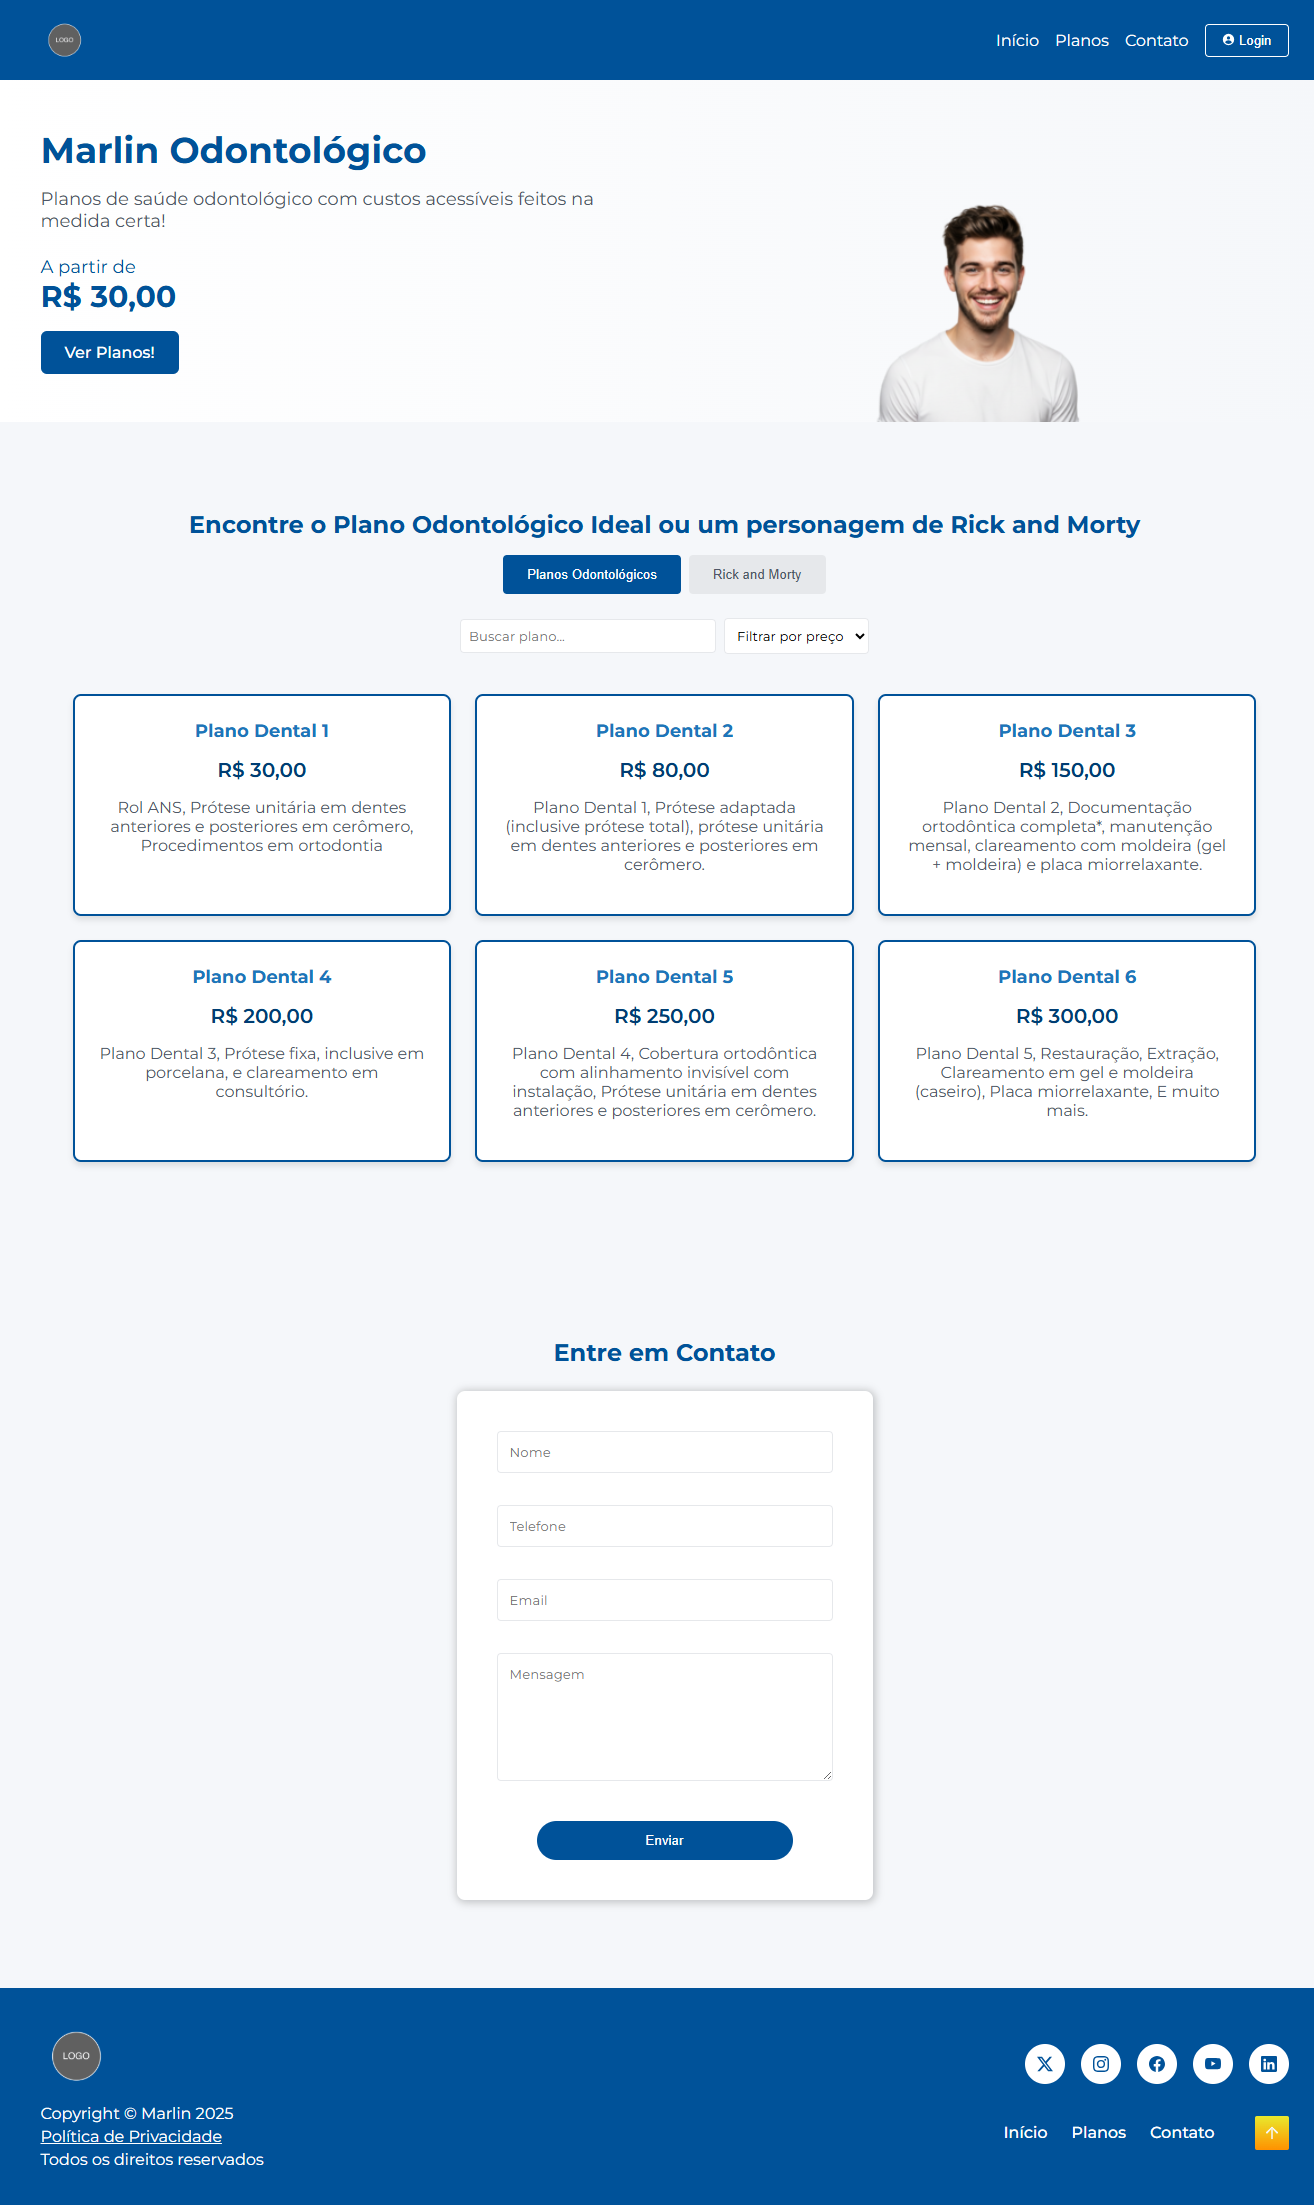 LOGO
Início Planos Contato Login
Marlin Odontológico
Planos de saúde odontológico com custos acessíveis feitos na
medida certa!
A partir de
R$ 30,00
Ver Planos!
Encontre o Plano Odontológico Ideal ou um personagem de Rick and Morty
Planos Odontológicos Rick and Morty
Buscar plano... Filtrar por preço
Plano Dental 1
R$ 30,00
Rol ANS, Prótese unitária em dentes
anteriores e posteriores em cerômero,
Procedimentos em ortodontia
Plano Dental 2
R$ 80,00
Plano Dental 1, Prótese adaptada
(inclusive prótese total), prótese unitária
em dentes anteriores e posteriores em
cerômero.
Plano Dental 3
R$ 150,00
Plano Dental 2, Documentação
ortodôntica completa*, manutenção
mensal, clareamento com moldeira (gel
+ moldeira) e placa miorrelaxante.
Plano Dental 4
R$ 200,00
Plano Dental 3, Prótese fixa, inclusive em
porcelana, e clareamento em
consultório.
Plano Dental 5
R$ 250,00
Plano Dental 4, Cobertura ortodôntica
com alinhamento invisível com
instalação, Prótese unitária em dentes
anteriores e posteriores em cerômero.
Plano Dental 6
R$ 300,00
Plano Dental 5, Restauração, Extração,
Clareamento em gel e moldeira
(caseiro), Placa miorrelaxante, E muito
mais.
Entre em Contato
Nome
Telefone
Email
Mensagem
Enviar
LOGO
Copyright © Marlin 2025
Política de Privacidade
Todos os direitos reservados
Início Planos Contato